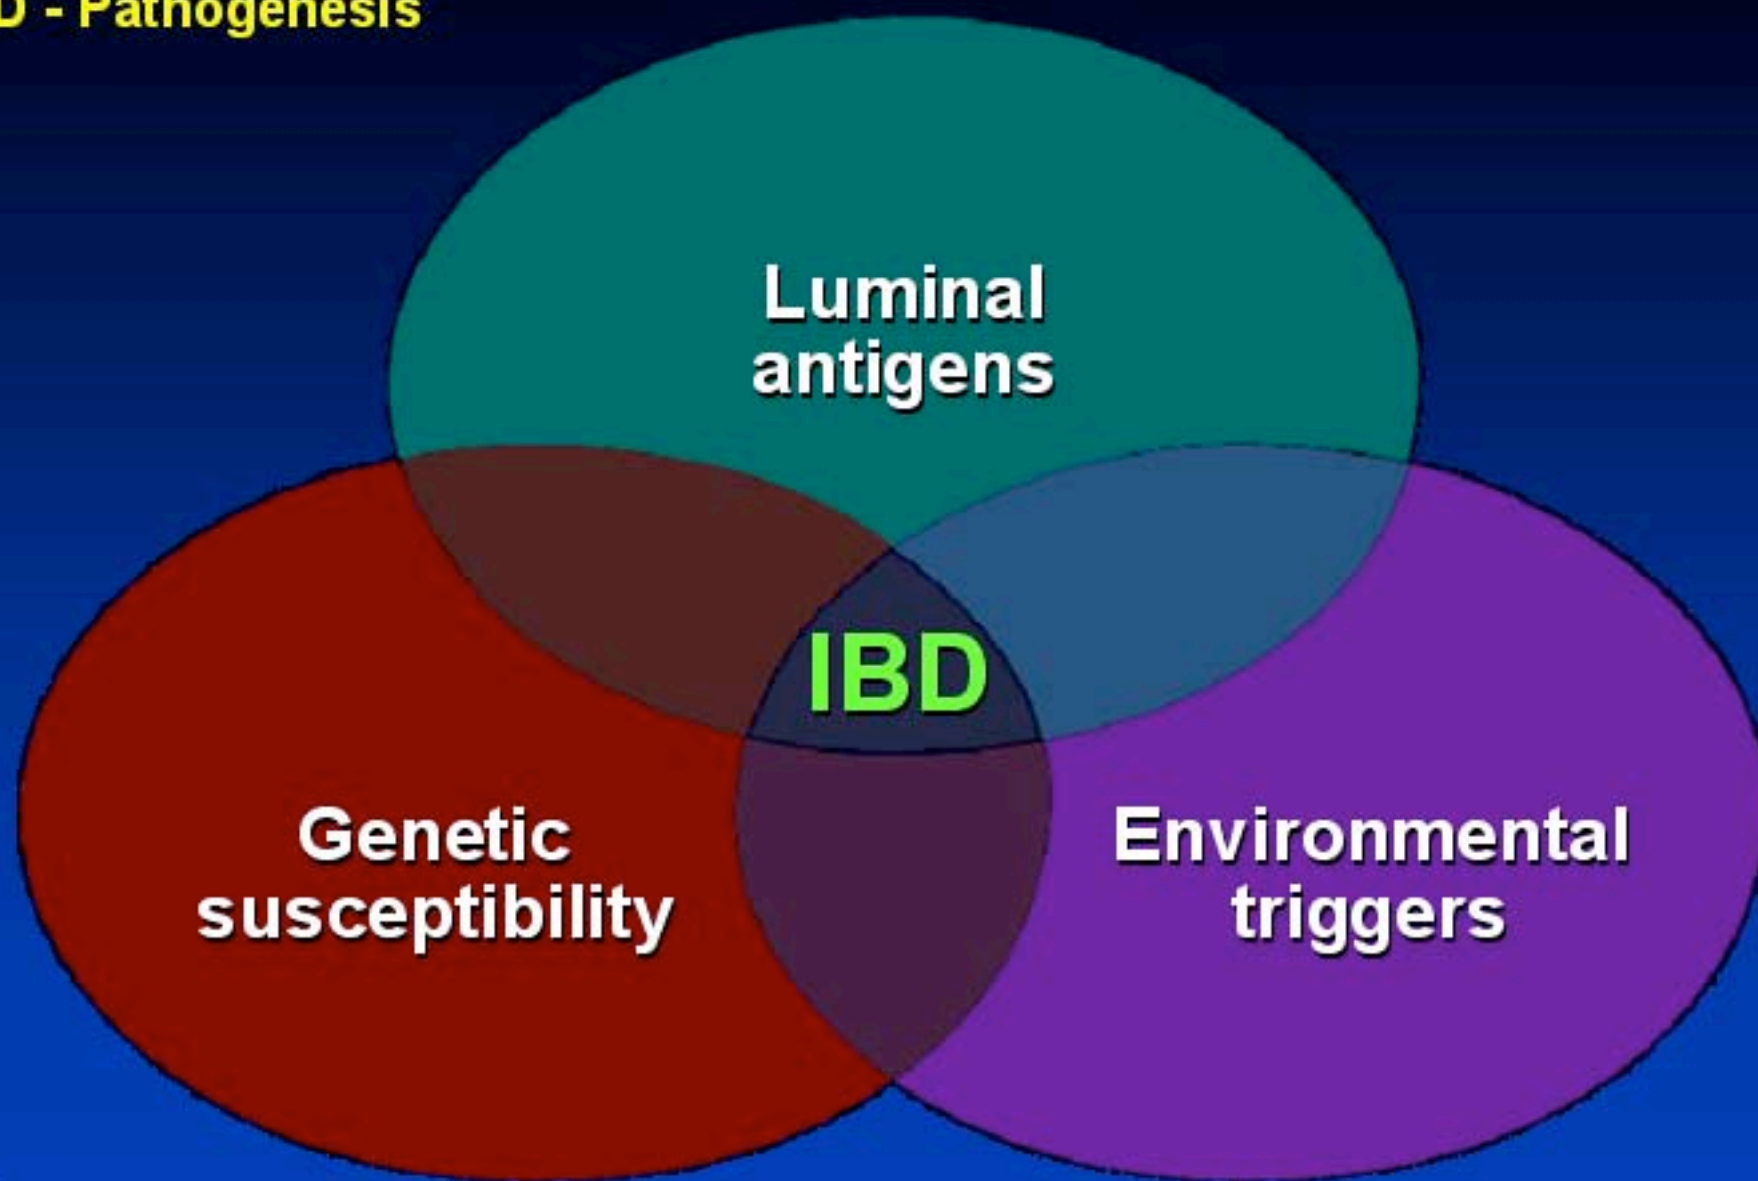 D - Pathogenesis
Luminal
antigens
IBD
Genetic
susceptibility
Environmental
triggers